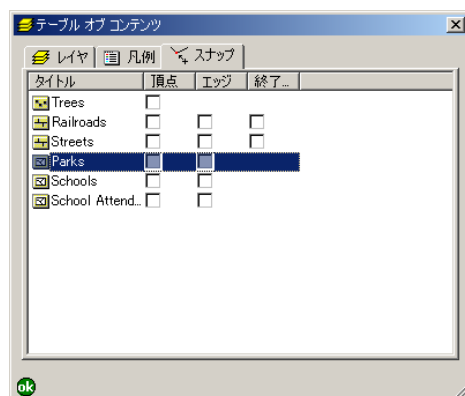 テーブル オブ コンテンツ
レイヤ 凡例 スナップ
タイトル 頂点 エッジ 終了...
Trees
Railroads
Streets
Parks
Schools
School Attend...
ok